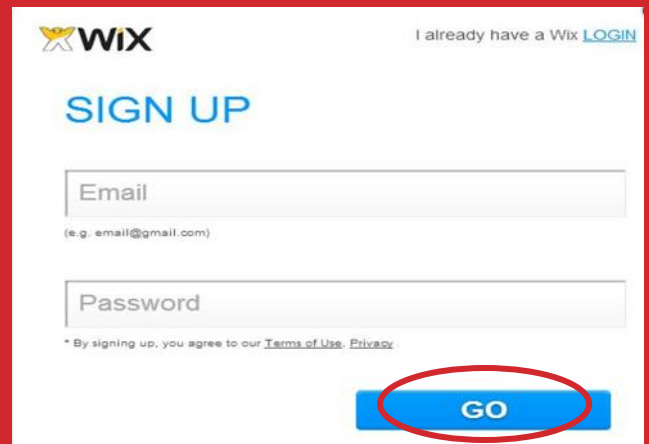 WiX
I already have a Wix LOGIN
SIGN UP
Email
(e.g. email@gmail.com)
Password
* By signing up, you agree to our Terms of Use, Privacy
GO